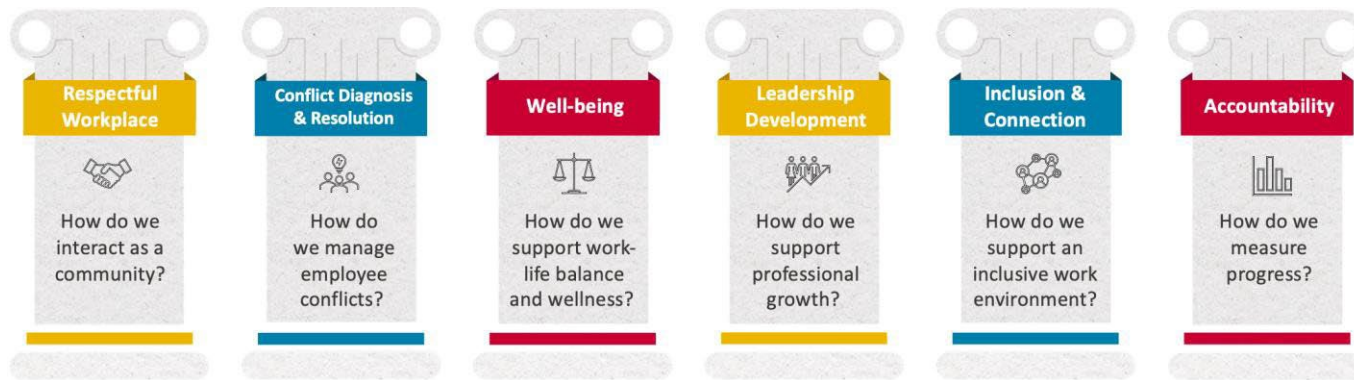 Respectful
Workplace
How do we
interact as a
community?
Conflict Diagnosis
& Resolution
How do
we manage
employee
conflicts?
Well-being
How do we
support work-
life balance
and wellness?
Leadership
Development
How do we
support
professional
growth?
Inclusion &
Connection
How do we
support an
inclusive work
environment?
Accountability
How do we
measure
progress?